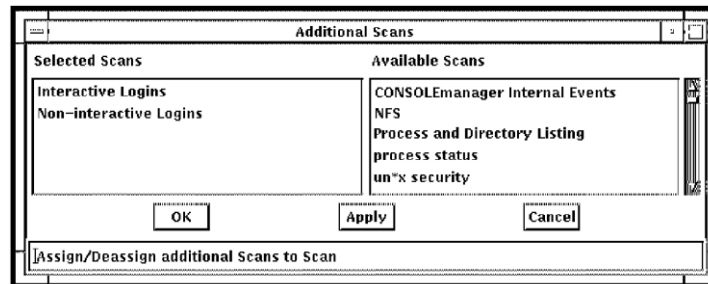 Additional Scans
Selected Scans
Available Scans
Interactive Logins
Non-interactive Logins
CONSOLEmanager Internal Events
NFS
Process and Directory Listing
process status
un*x security
OK
Apply
Cancel
Assign/Deassign additional Scans to Scan